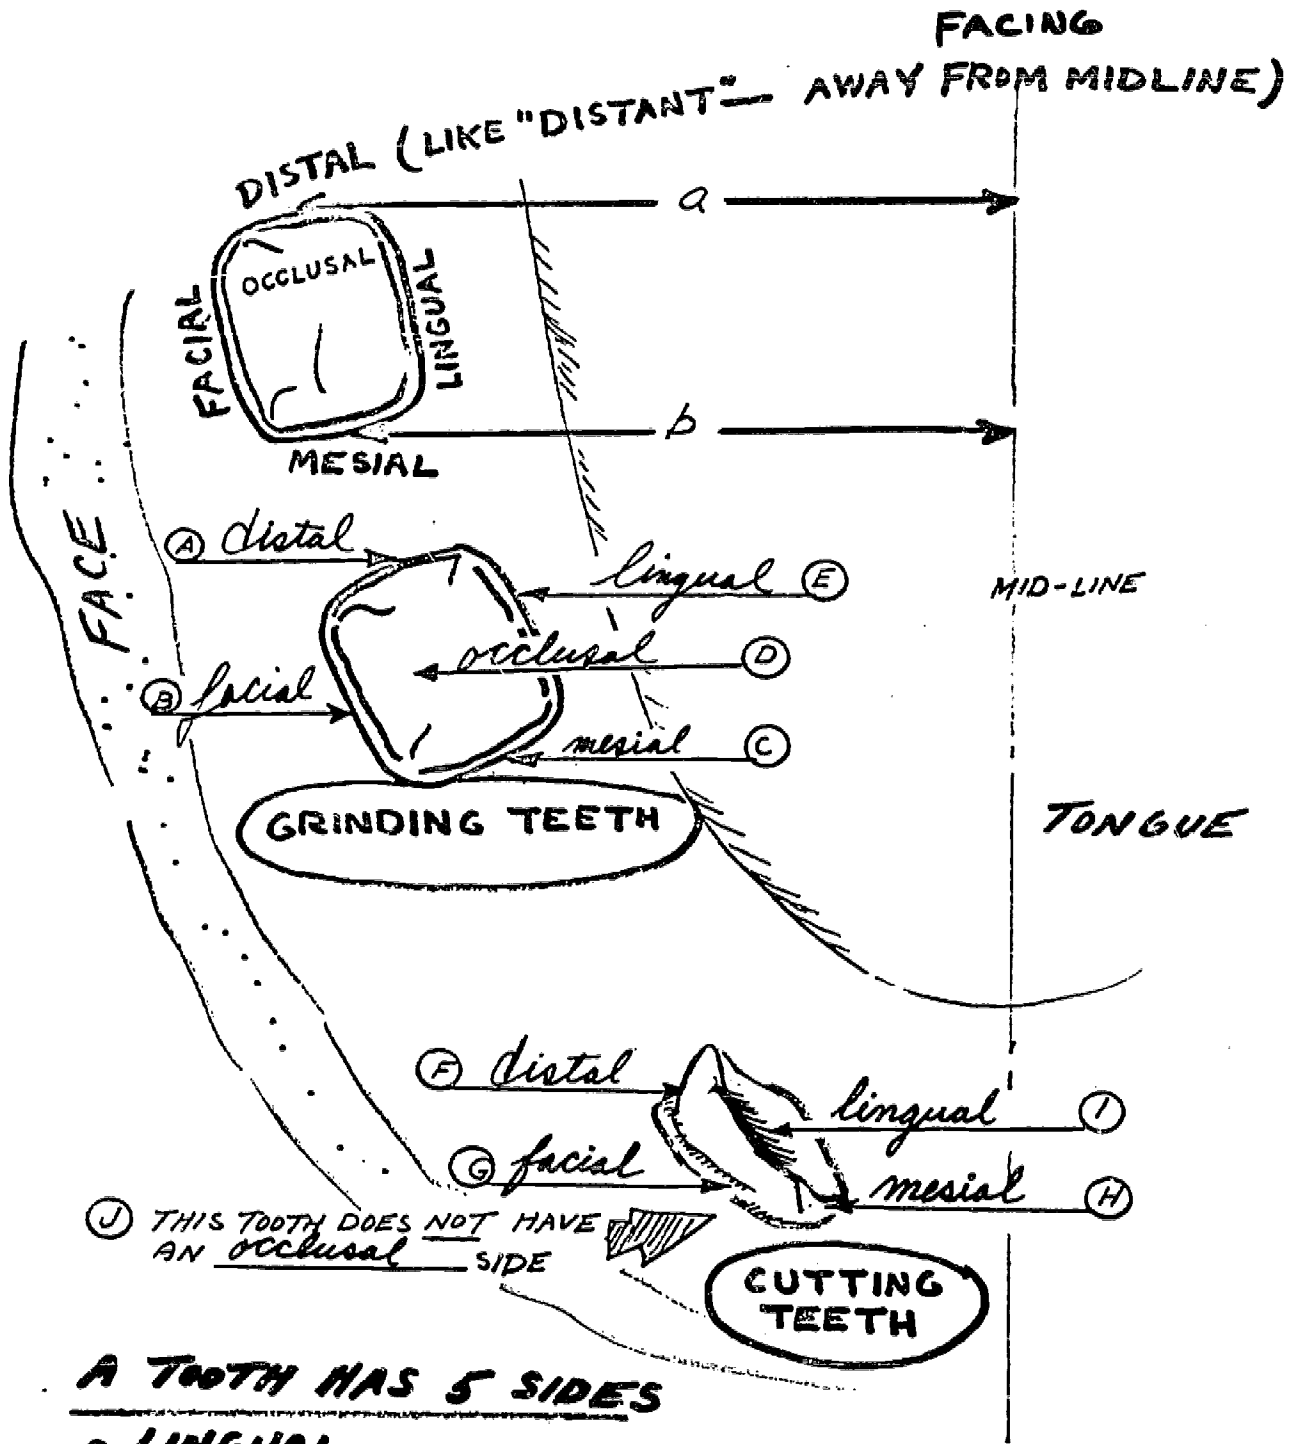 FACING
DISTAL (LIKE "DISTANT"— AWAY FROM MIDLINE)
a
OCCLUSAL
FACIAL
LINGUAL
b
MESIAL
FACE
A distal
lingual E
MID-LINE
occlusal D
B facial
mesial C
GRINDING TEETH
TONGUE
F distal
lingual I
G facial
mesial H
J THIS TOOTH DOES NOT HAVE
AN occlusal SIDE
CUTTING
TEETH
A TOOTH HAS 5 SIDES
• LINGUAL